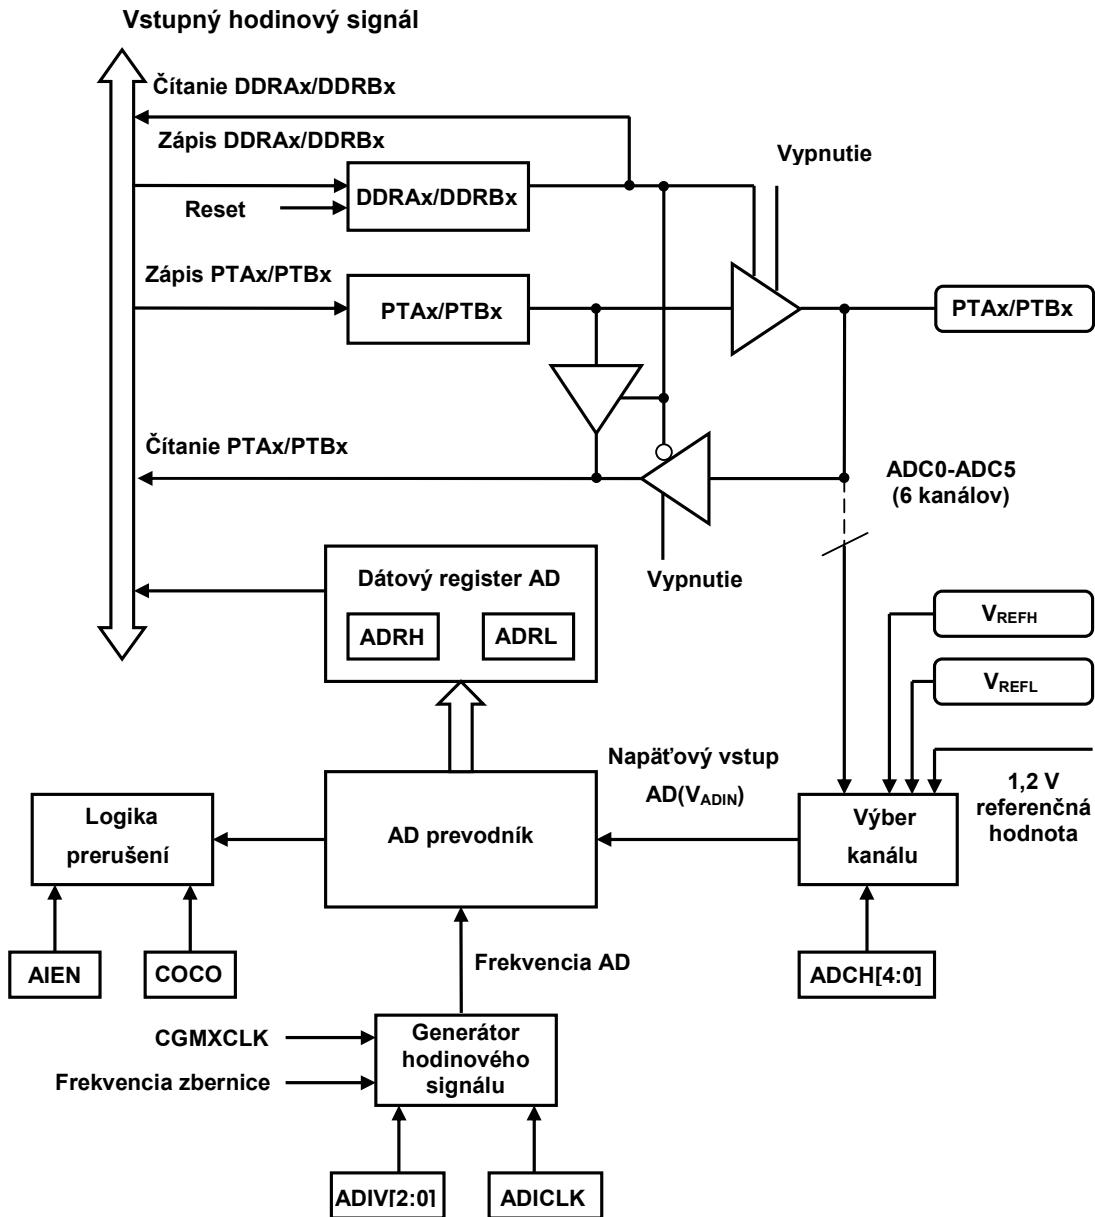 Vstupný hodinový signál
Čítanie DDRAx/DDRBx
Zápis DDRAx/DDRBx
Vypnutie
DDRAx/DDRBx
Reset
Zápis PTAx/PTBx
PTAx/PTBx
PTAx/PTBx
Čítanie PTAx/PTBx
ADC0-ADC5
(6 kanálov)
Vypnutie
Dátový register AD
ADRH
ADRL
VREFH
VREFL
Napäťový vstup
AD(VADIN)
1,2 V
referenčná
hodnota
Logika
prerušení
AD prevodník
Výber
kanálu
AIEN
COCO
Frekvencia AD
ADCH[4:0]
CGMXCLK
Frekvencia zbernice
Generátor
hodinového
signálu
ADIV[2:0]
ADICLK